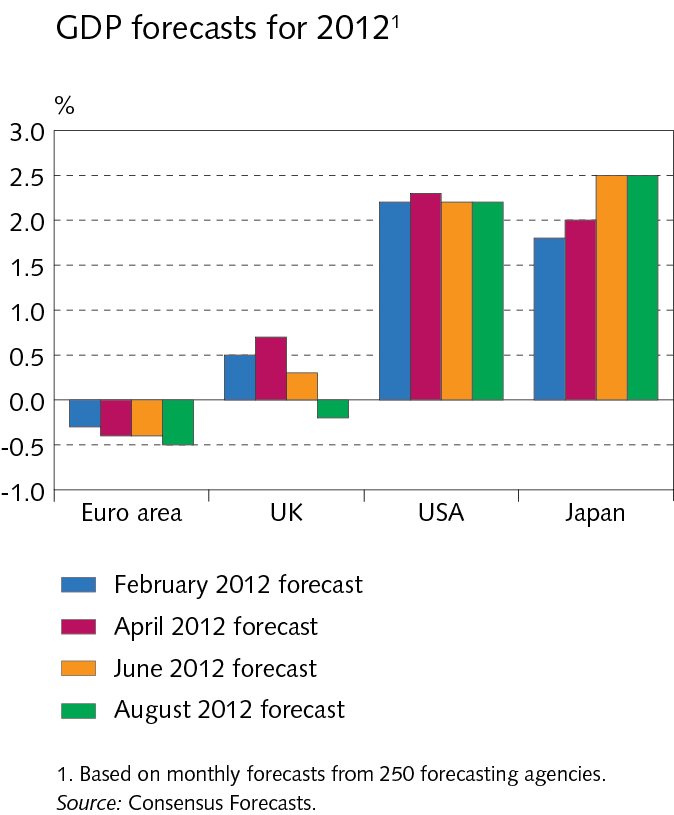 GDP forecasts for 2012¹
%
3.0
2.5
2.0
1.5
1.0
0.5
0.0
-0.5
-1.0
Euro area UK USA Japan
February 2012 forecast
April 2012 forecast
June 2012 forecast
August 2012 forecast
1. Based on monthly forecasts from 250 forecasting agencies.
Source: Consensus Forecasts.